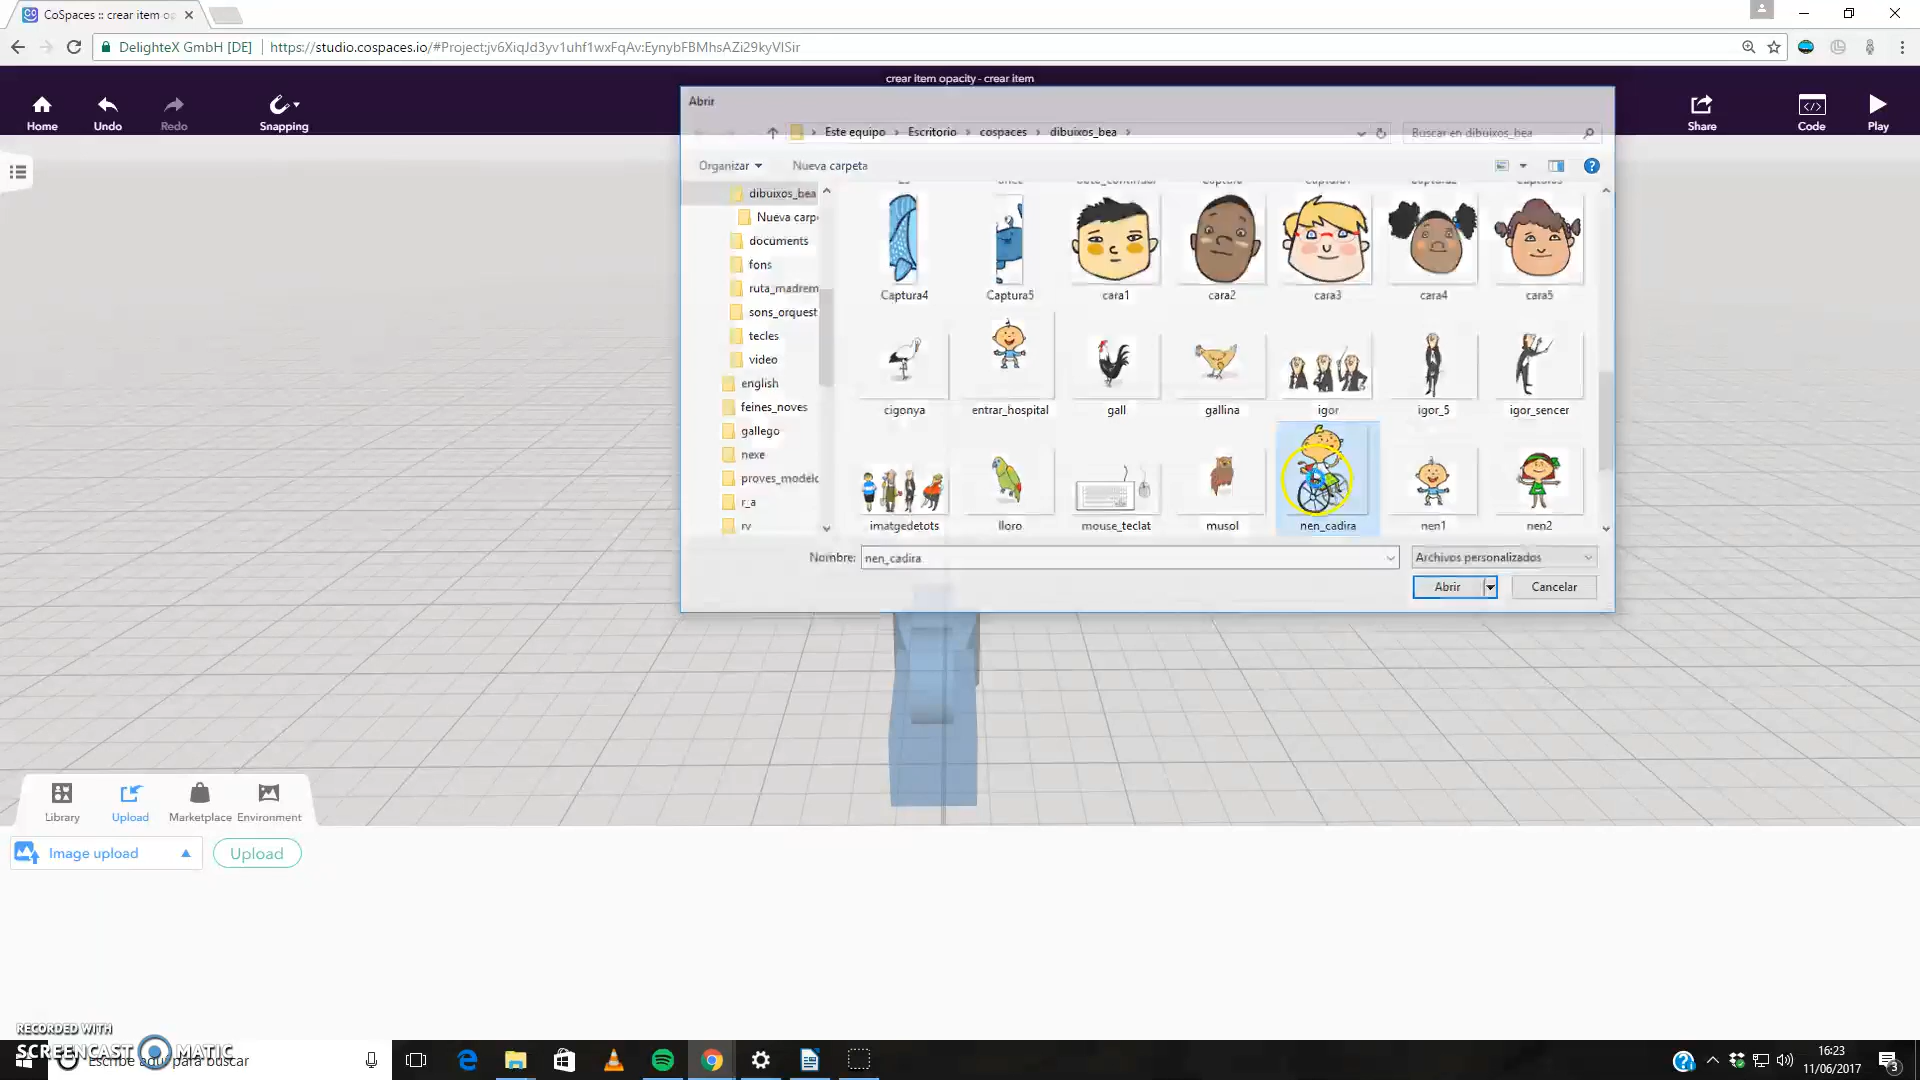 CoSpaces :: crear item op
DelighteX GmbH [DE]
https://studio.cospaces.io/#Project:jv6XiqJd3yv1uhf1wxFqAv:EynybFBMhsAZi29kyVISir
crear item opacity - crear item
Home
Undo
Redo
Snapping
Share
Code
Play
Abrir
Este equipo > Escritorio > cospaces > dibuixos_bea >
Buscar en dibuixos_bea
Organizar
Nueva carpeta
dibuixos_bea
Nueva carp
documents
fons
ruta_madrem
sons_orquest
tecles
video
english
feines_noves
gallego
nexe
proves_modelc
r_a
rv
Captura4
Captura5
cara1
cara2
cara3
cara4
cara5
cigonya
entrar_hospital
gall
gallina
igor
igor_5
igor_sencer
imatgedetots
lloro
mouse_teclat
musol
nen_cadira
nen1
nen2
Nombre:
nen_cadira
Archivos personalizados
Abrir
Cancelar
Library
Upload
Marketplace
Environment
Image upload
Upload
RECORDED WITH
SCREENCAST MATIC
Escribe aquí para buscar
16:23
11/06/2017
3